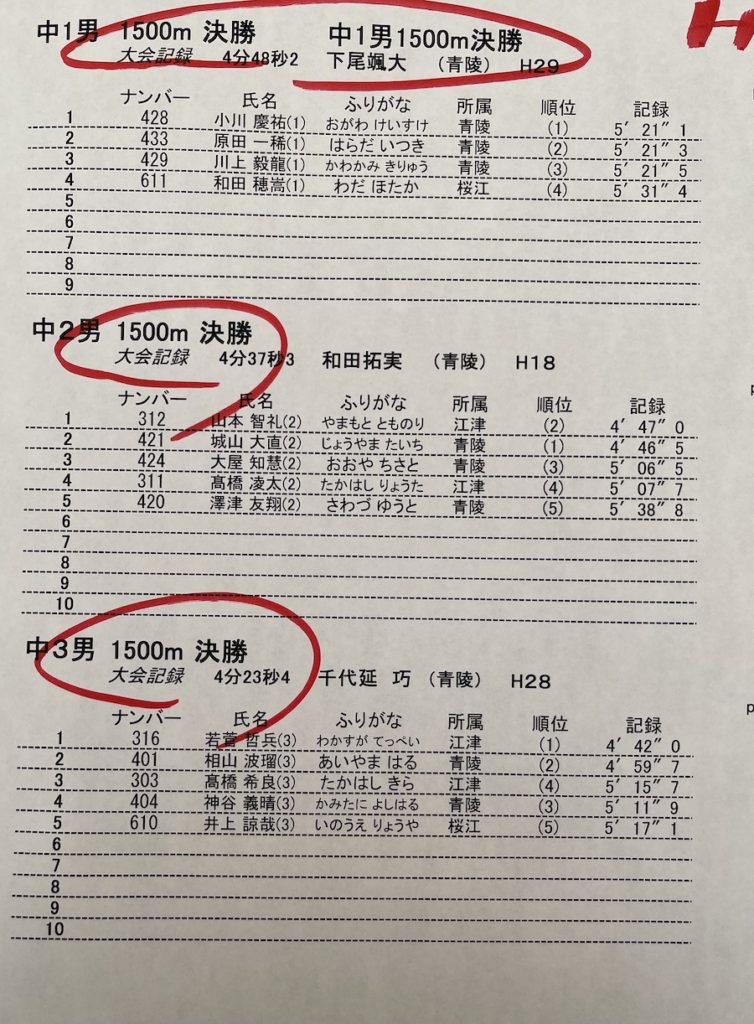 中1男 1500m 決勝 中1男1500m決勝
大会記録 4分48秒2 下尾颯大 (青陵) H29
ナンバー 氏名 ふりがな 所属 順位 記録
1 428 小川 慶祐(1) おがわ けいすけ 青陵 (1) 5′ 21″ 1
2 433 原田 一稀(1) はらだ いつき 青陵 (2) 5′ 21″ 3
3 429 川上 毅龍(1) かわかみ きりゅう 青陵 (3) 5′ 21″ 5
4 611 和田 穂嵩(1) わだ ほたか 桜江 (4) 5′ 31″ 4
5
6
7
8
9
中2男 1500m 決勝
大会記録 4分37秒3 和田拓実 (青陵) H18
ナンバー 氏名 ふりがな 所属 順位 記録
1 312 山本 智礼(2) やまもと とものり 江津 (2) 4′ 47″ 0
2 421 城山 大直(2) じょうやま たいち 青陵 (1) 4′ 46″ 5
3 424 大屋 知慧(2) おおや ちさと 青陵 (3) 5′ 06″ 5
4 311 髙橋 凌太(2) たかはし りょうた 江津 (4) 5′ 07″ 7
5 420 澤津 友翔(2) さわづ ゆうと 青陵 (5) 5′ 38″ 8
6
7
8
9
10
中3男 1500m 決勝
大会記録 4分23秒4 千代延 巧 (青陵) H28
ナンバー 氏名 ふりがな 所属 順位 記録
1 316 若菅 哲兵(3) わかすが てっぺい 江津 (1) 4′ 42″ 0
2 401 相山 波瑠(3) あいやま はる 青陵 (2) 4′ 59″ 7
3 303 髙橋 希良(3) たかはし きら 江津 (4) 5′ 15″ 7
4 404 神谷 義晴(3) かみたに よしはる 青陵 (3) 5′ 11″ 9
5 610 井上 諒哉(3) いのうえ りょうや 桜江 (5) 5′ 17″ 1
6
7
8
9
10